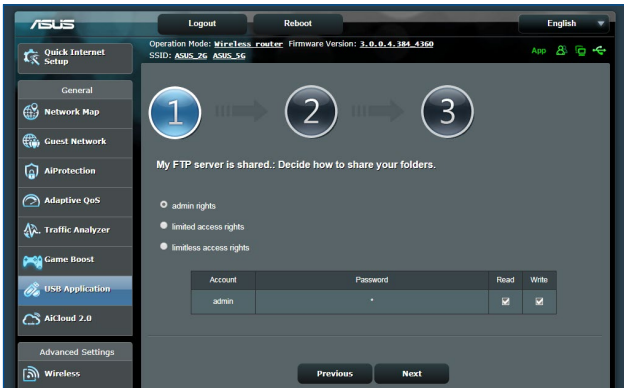 ASUS
Logout
Reboot
English
Operation Mode: Wireless router Firmware Version: 3.0.0.4.384_4360
SSID: ASUS_2G ASUS_5G
App
Quick Internet
Setup
General
Network Map
Guest Network
AiProtection
Adaptive QoS
Traffic Analyzer
Game Boost
USB Application
AiCloud 2.0
Advanced Settings
Wireless
1
2
3
My FTP server is shared.: Decide how to share your folders.
admin rights
limited access rights
limitless access rights
Account Password Read Write
admin *
Previous Next